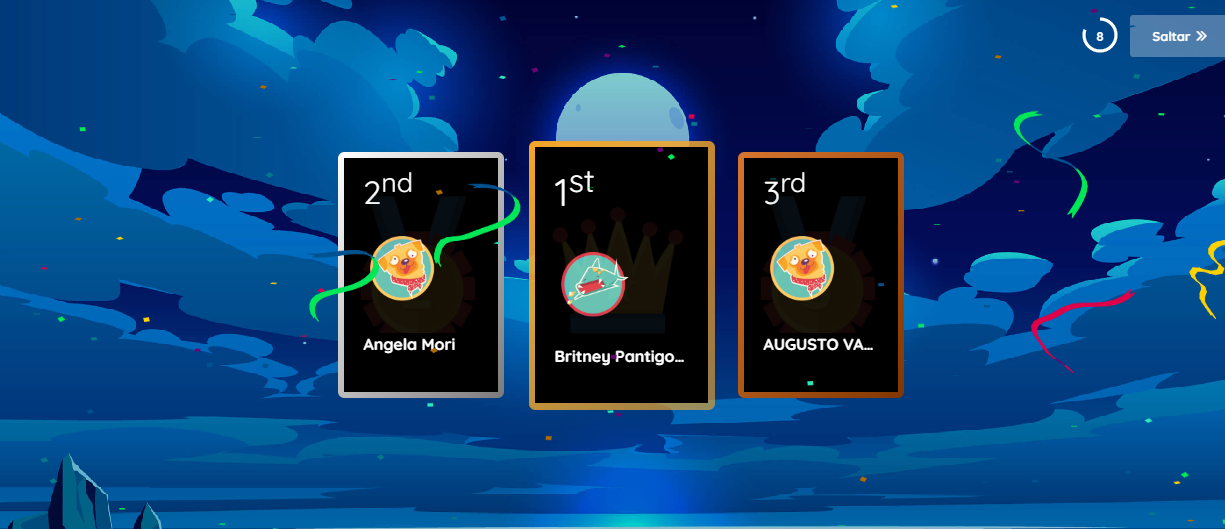 8
Saltar
2nd
Angela Mori
1st
Britney Pantigo...
3rd
AUGUSTO VA...